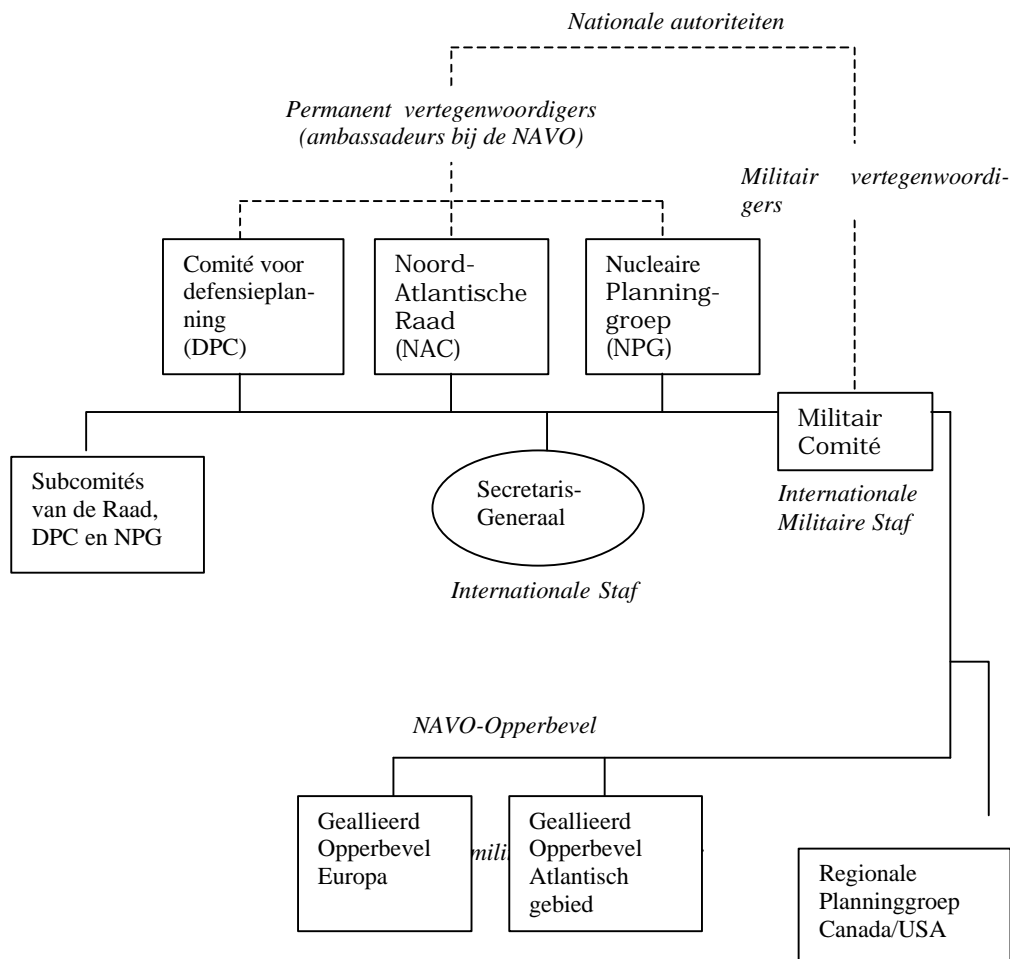 Nationale autoriteiten
Permanent vertegenwoordigers
(ambassadeurs bij de NAVO)
Militair vertegenwoordi-
gers
Comité voor
defensieplan-
ning
(DPC)
Noord-
Atlantische
Raad
(NAC)
Nucleaire
Planning-
groep
(NPG)
Militair
Comité
Subcomités
van de Raad,
DPC en NPG
Secretaris-
Generaal
Internationale
Militaire Staf
Internationale Staf
NAVO-Opperbevel
Geallieerd
Opperbevel
Europa
Geallieerd
Opperbevel
Atlantisch
gebied
Regionale
Planninggroep
Canada/USA